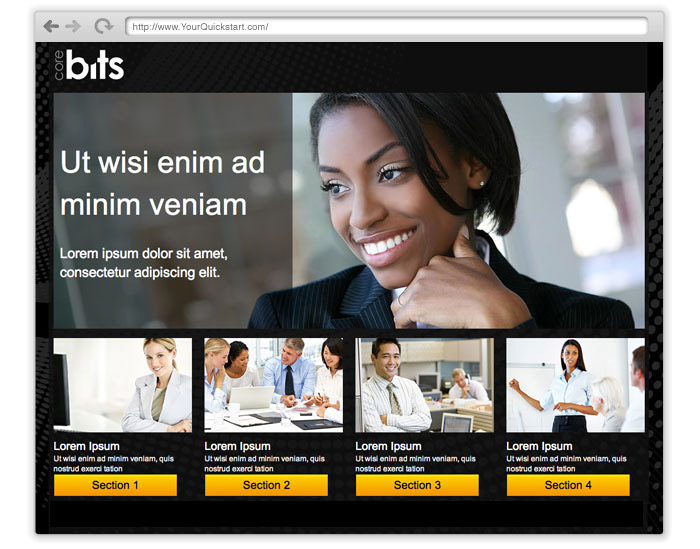 http://www.YourQuickstart.com/
core
bits
Ut wisi enim ad
minim veniam
Lorem ipsum dolor sit amet,
consectetur adipiscing elit.
Lorem Ipsum
Ut wisi enim ad minim veniam, quis
nostrud exerci tation
Section 1
Lorem Ipsum
Ut wisi enim ad minim veniam, quis
nostrud exerci tation
Section 2
Lorem Ipsum
Ut wisi enim ad minim veniam, quis
nostrud exerci tation
Section 3
Lorem Ipsum
Ut wisi enim ad minim veniam, quis
nostrud exerci tation
Section 4